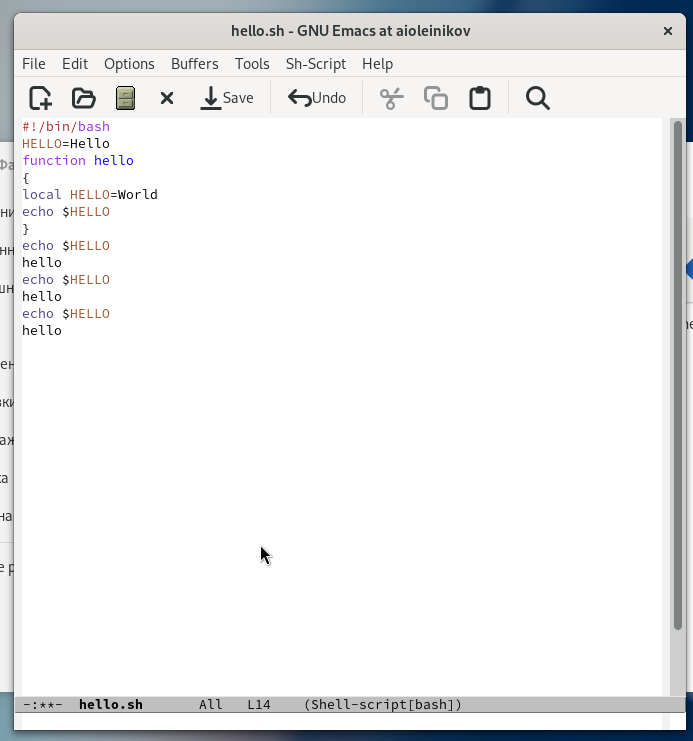 hello.sh - GNU Emacs at aioleinikov
File Edit Options Buffers Tools Sh-Script Help
Save Undo
#!/bin/bash
HELLO=Hello
function hello
{
local HELLO=World
echo $HELLO
}
echo $HELLO
hello
echo $HELLO
hello
echo $HELLO
hello
-:**- hello.sh All L14 (Shell-script[bash])